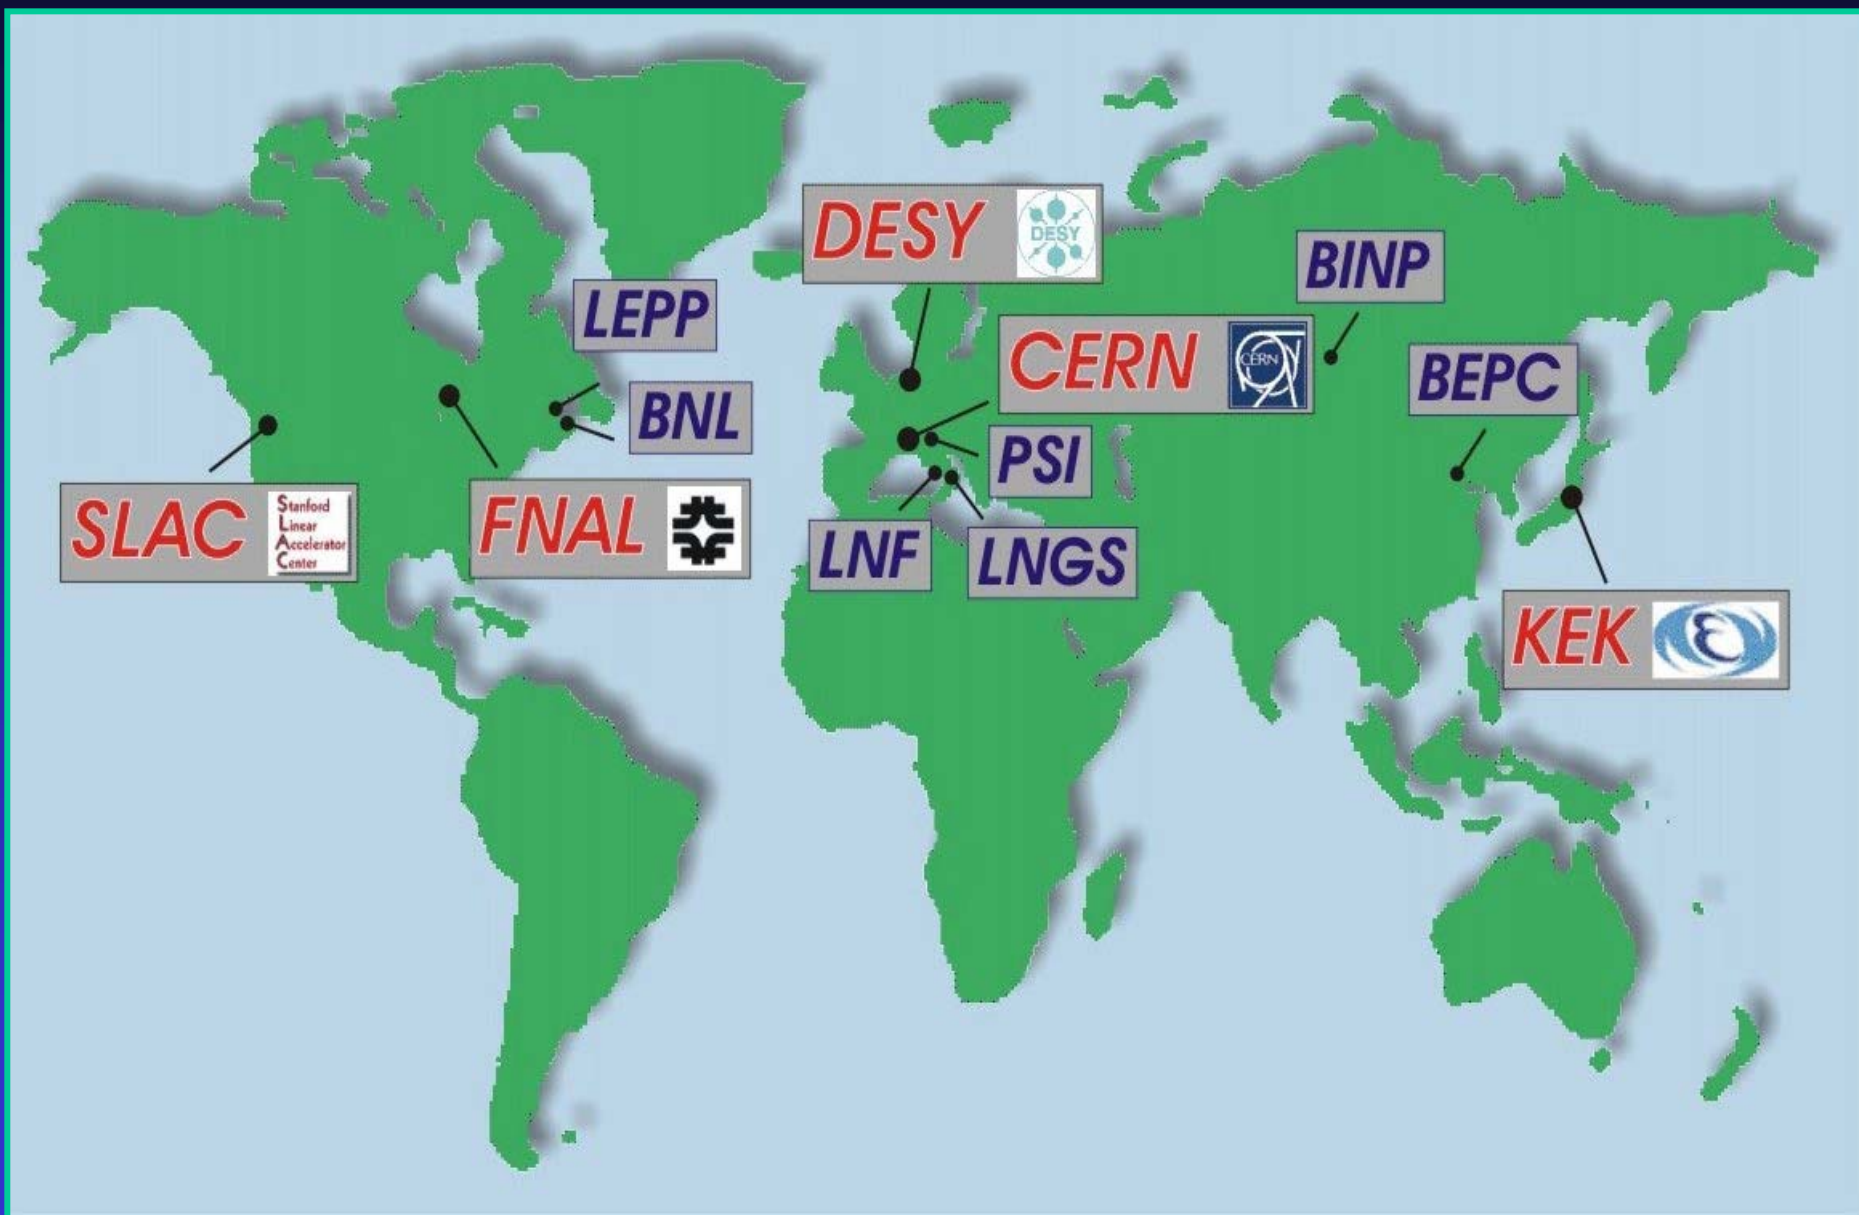 DESY
DESY
BINP
LEPP
CERN
CERN
BEPC
BNL
PSI
SLAC
Stanford
Linear
Accelerator
Center
FNAL
LNF
LNGS
KEK